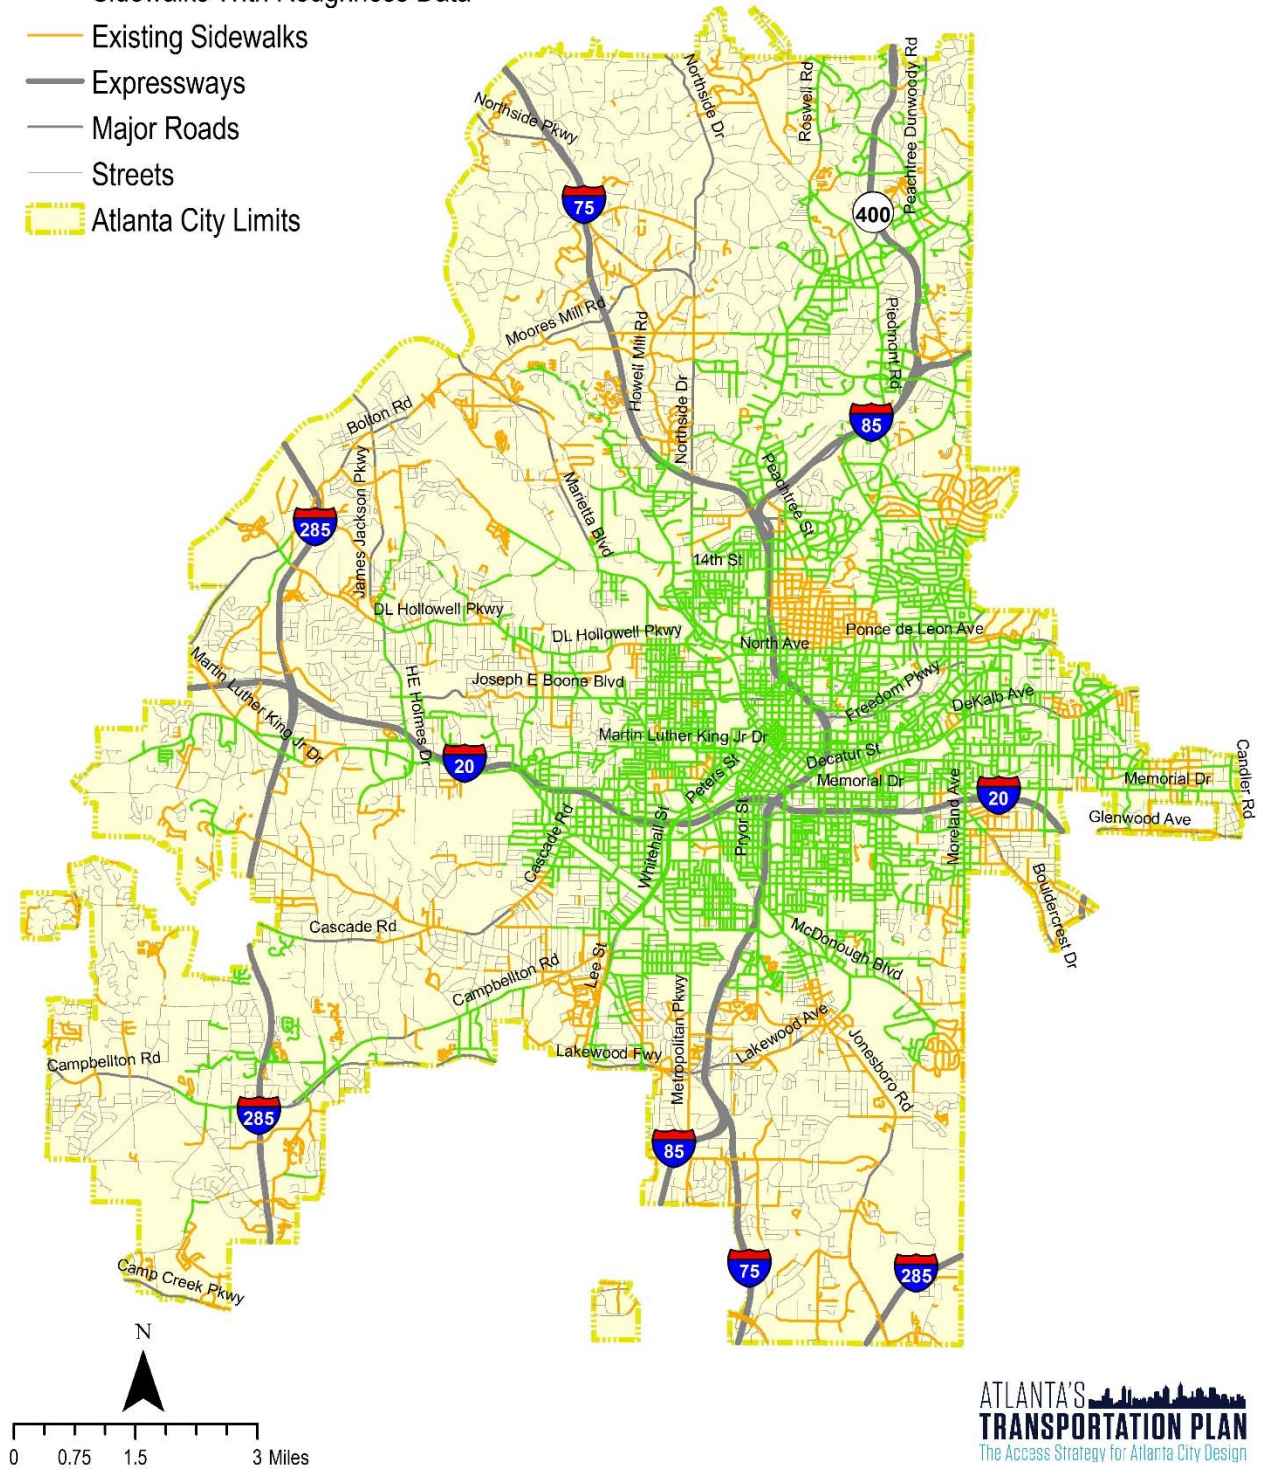 Sidewalks With Roughness Data
Existing Sidewalks
Expressways
Major Roads
Streets
Atlanta City Limits
Northside Pkwy
Northside Dr
Roswell Rd
Peachtree Dunwoody Rd
75
400
Moores Mill Rd
Howell Mill Rd
Northside Dr
Piedmont Rd
85
Bolton Rd
James Jackson Pkwy
Marietta Blvd
Peachtree St
285
14th St
DL Hollowell Pkwy
DL Hollowell Pkwy
North Ave
Ponce de Leon Ave
Martin Luther King Jr Dr
HE Holmes Dr
Joseph E Boone Blvd
Freedom Pkwy
DeKalb Ave
Martin Luther King Jr Dr
Decatur St
20
Peters St
Memorial Dr
Moreland Ave
20
Memorial Dr
Candler Rd
Glenwood Ave
Cascade Rd
Whitehall St
Pryor St
Bouldercrest Dr
Cascade Rd
McDonough Blvd
Campbellton Rd
Lee St
Metropolitan Pkwy
Lakewood Fwy
Lakewood Ave
Jonesboro Rd
Campbellton Rd
285
85
75
285
Camp Creek Pkwy
N
0 0.75 1.5 3 Miles
ATLANTA'S
TRANSPORTATION PLAN
The Access Strategy for Atlanta City Design